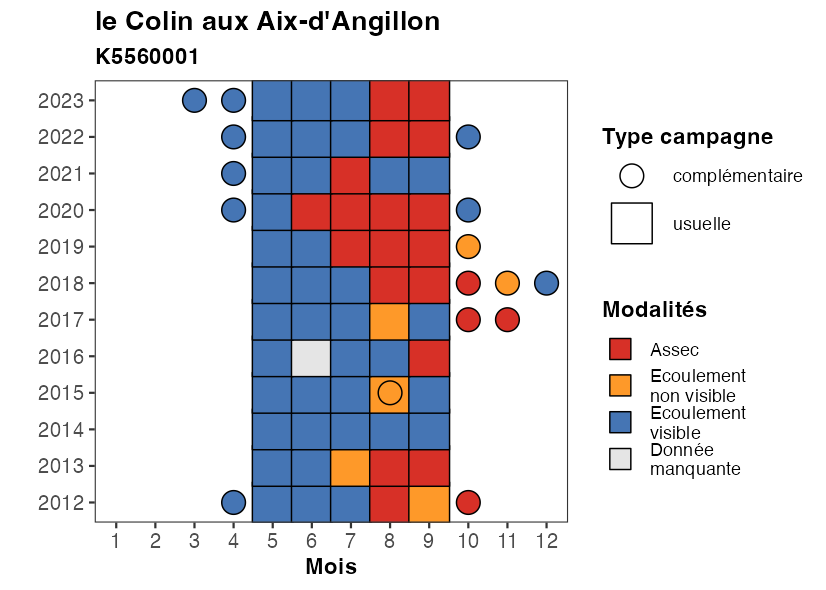 le Colin aux Aix-d'Angillon
K5560001
2023
2022
2021
2020
2019
2018
2017
2016
2015
2014
2013
2012
1 2 3 4 5 6 7 8 9 10 11 12
Mois
Type campagne
complémentaire
usuelle
Modalités
Assec
Ecoulement
non visible
Ecoulement
visible
Donnée
manquante